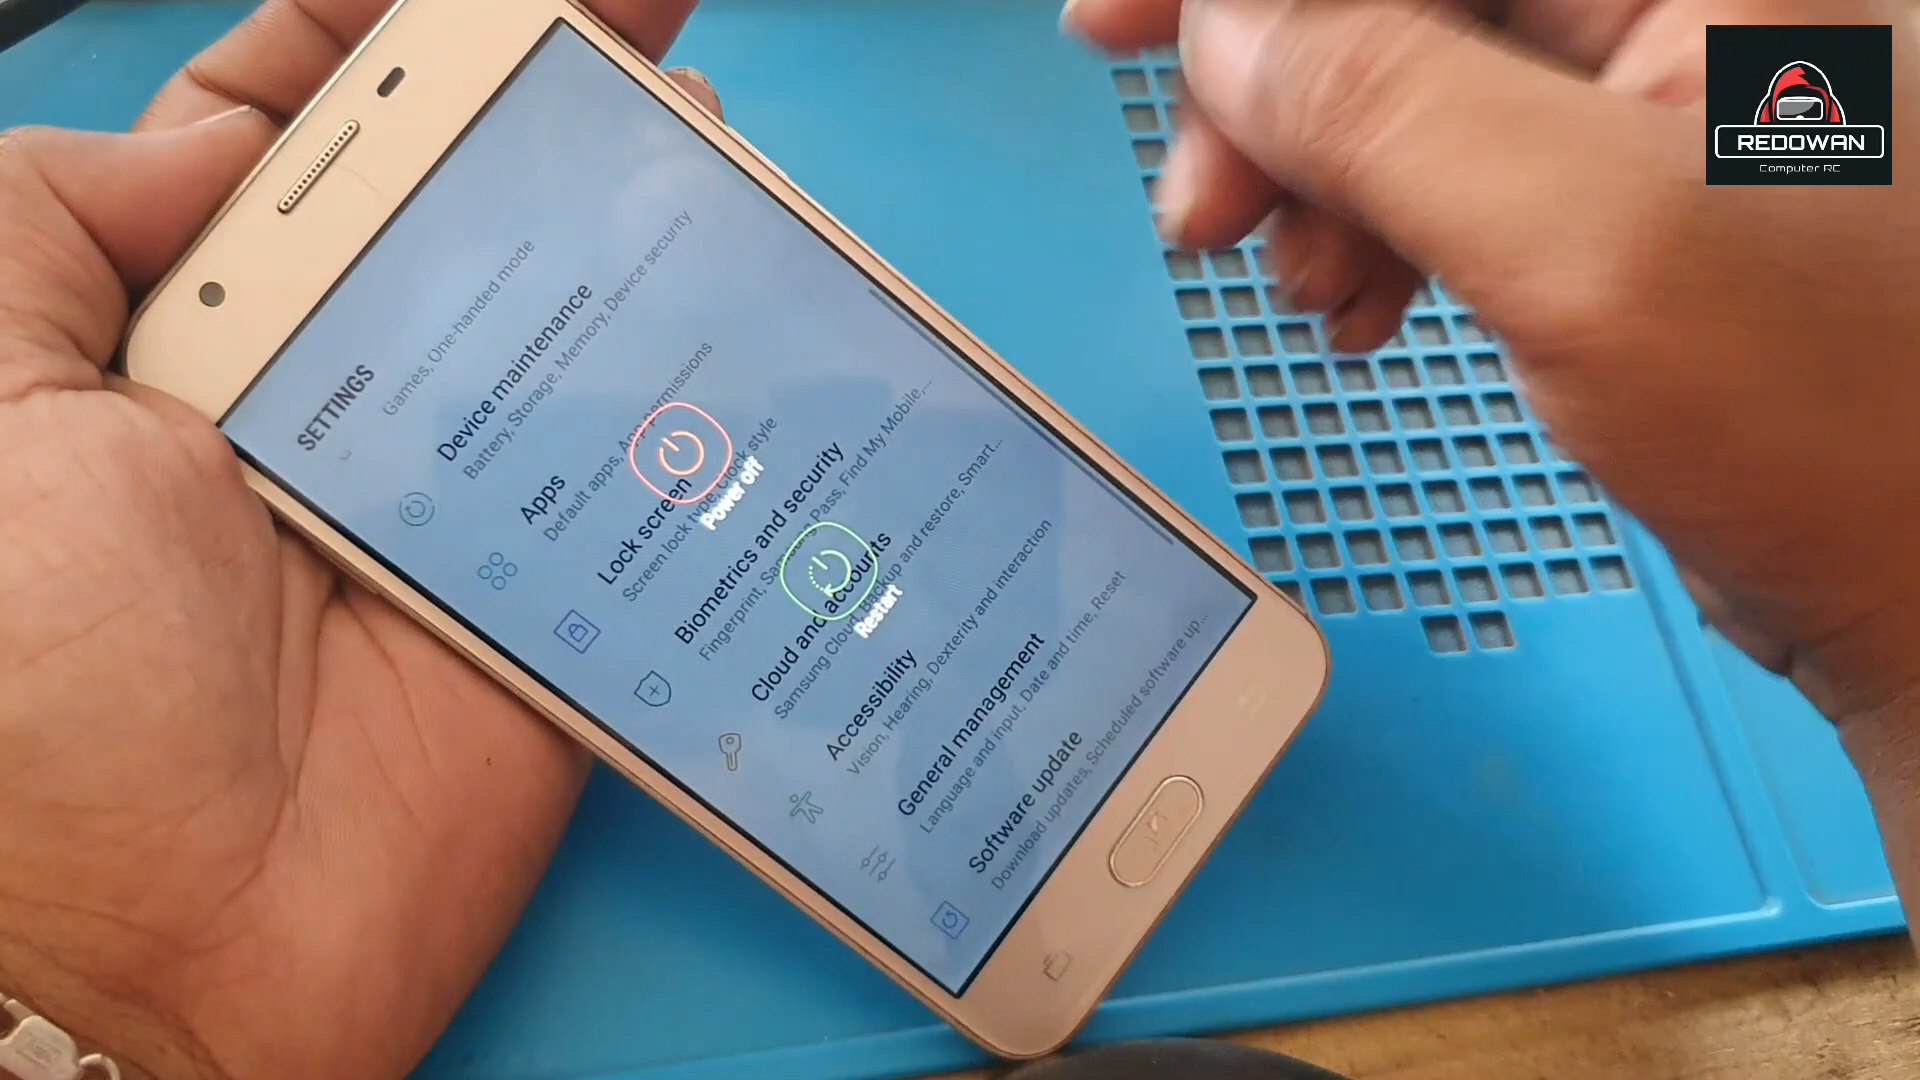 REDOWAN
Computer RC
SETTINGS
Games, One-handed mode
Device maintenance
Battery, Storage, Memory, Device security
Apps
Default apps, App permissions
Lock screen
Screen lock type, Clock style
Biometrics and security
Fingerprint, Samsung Pass, Find My Mobile,...
Cloud and accounts
Samsung Cloud, Backup and restore, Smart...
Accessibility
Vision, Hearing, Dexterity and interaction
General management
Language and input, Date and time, Reset
Software update
Download updates, Scheduled software up...
Power off
Restart